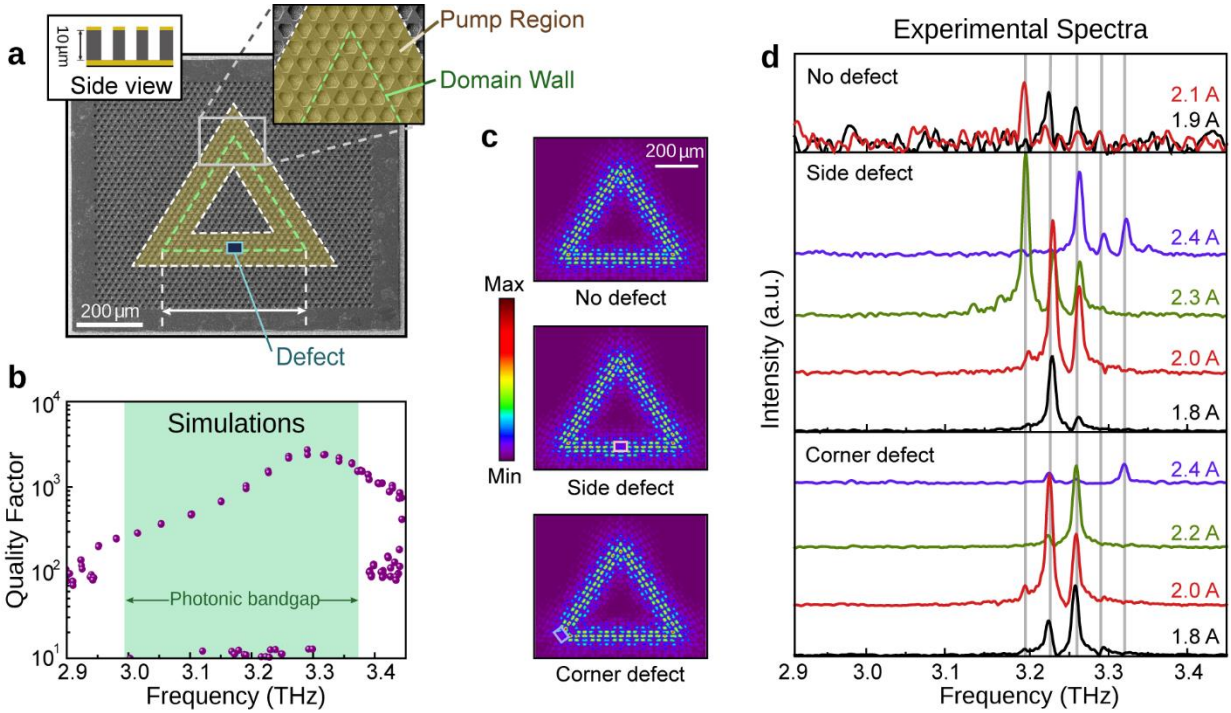 a
10 μm
Side view
Pump Region
Domain Wall
200 μm
Defect
b
Simulations
Photonic bandgap
Quality Factor
10⁴
10³
10²
10¹
2.9 3.0 3.1 3.2 3.3 3.4
Frequency (THz)
c
200 μm
No defect
Max
Min
Side defect
Corner defect
Experimental Spectra
d
No defect
2.1 A
1.9 A
Side defect
2.4 A
2.3 A
2.0 A
1.8 A
Corner defect
2.4 A
2.2 A
2.0 A
1.8 A
Intensity (a.u.)
2.9 3.0 3.1 3.2 3.3 3.4
Frequency (THz)